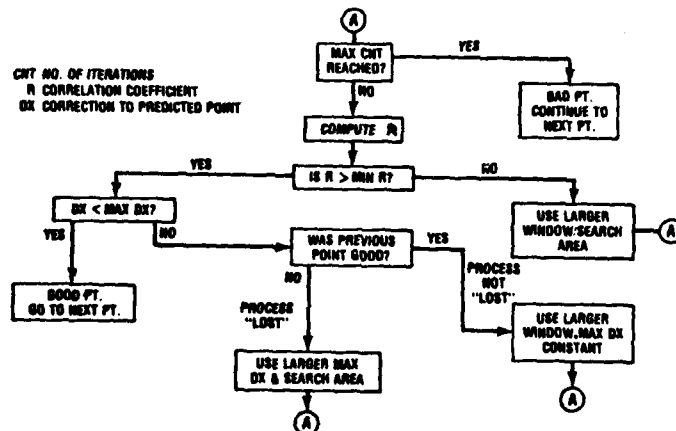 A
MAX CNT
REACHED?
YES
CNT NO. OF ITERATIONS
R CORRELATION COEFFICIENT
DX CORRECTION TO PREDICTED POINT
NO
BAD PT.
CONTINUE TO
NEXT PT.
COMPUTE R
YES
IS R > MIN R?
NO
DX < MAX DX?
USE LARGER
WINDOW/SEARCH
AREA
A
YES
NO
WAS PREVIOUS
POINT GOOD?
YES
NO
PROCESS
NOT
"LOST"
GOOD PT.
GO TO NEXT PT.
PROCESS
"LOST"
USE LARGER
WINDOW, MAX DX
CONSTANT
USE LARGER MAX
DX & SEARCH AREA
A
A